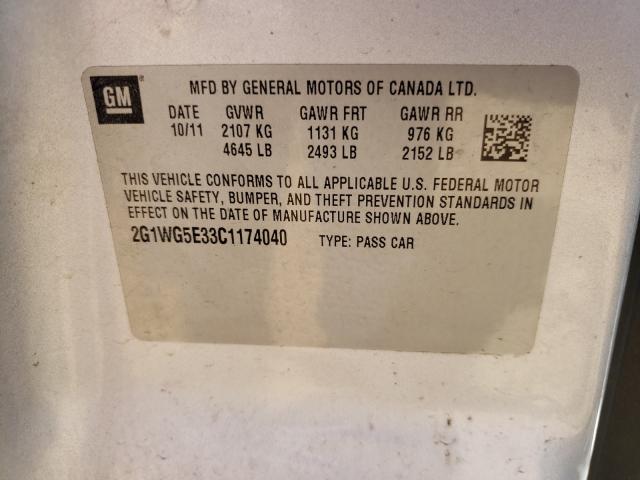 GM
MFD BY GENERAL MOTORS OF CANADA LTD.
DATE GVWR GAWR FRT GAWR RR
10/11 2107 KG 1131 KG 976 KG
4645 LB 2493 LB 2152 LB
THIS VEHICLE CONFORMS TO ALL APPLICABLE U.S. FEDERAL MOTOR
VEHICLE SAFETY, BUMPER, AND THEFT PREVENTION STANDARDS IN
EFFECT ON THE DATE OF MANUFACTURE SHOWN ABOVE.
2G1WG5E33C1174040 TYPE: PASS CAR